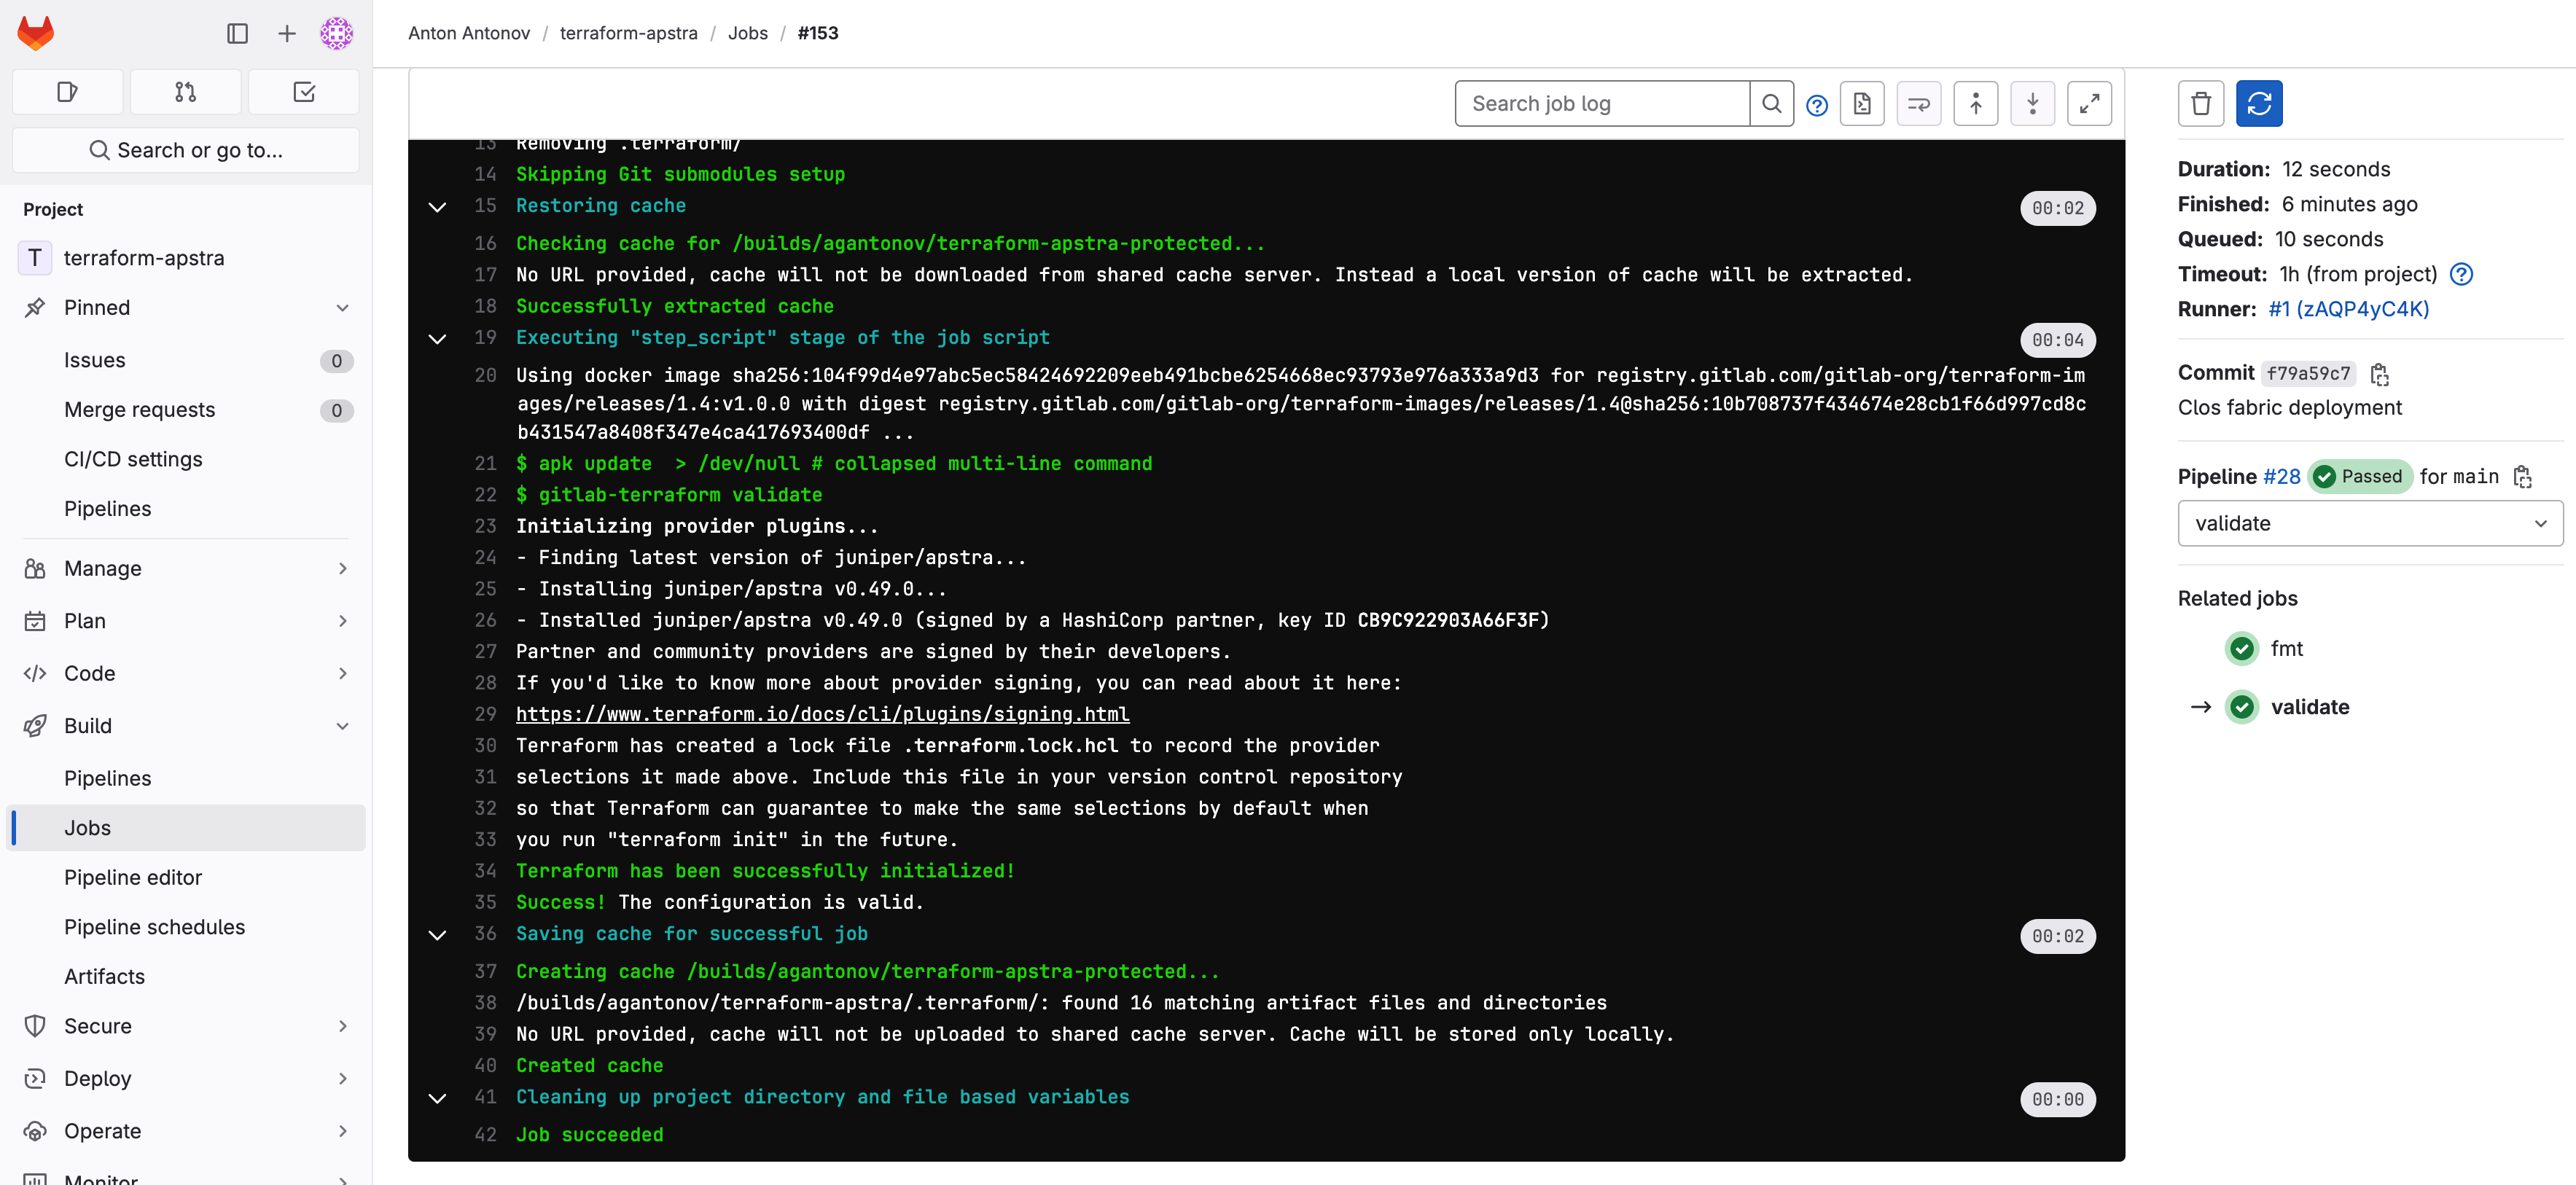 Anton Antonov / terraform-apstra / Jobs / #153
Search or go to...
Project
T terraform-apstra
Pinned
Issues 0
Merge requests 0
CI/CD settings
Pipelines
Manage
Plan
Code
Build
Pipelines
Jobs
Pipeline editor
Pipeline schedules
Artifacts
Secure
Deploy
Operate
Monitor
Search job log
13 Removing .terraform/
14 Skipping Git submodules setup
15 Restoring cache 00:02
16 Checking cache for /builds/agantonov/terraform-apstra-protected...
17 No URL provided, cache will not be downloaded from shared cache server. Instead a local version of cache will be extracted.
18 Successfully extracted cache
19 Executing "step_script" stage of the job script 00:04
20 Using docker image sha256:104f99d4e97abc5ec58424692209eeb491bcbe6254668ec93793e976a333a9d3 for registry.gitlab.com/gitlab-org/terraform-im
ages/releases/1.4:v1.0.0 with digest registry.gitlab.com/gitlab-org/terraform-images/releases/1.4@sha256:10b708737f434674e28cb1f66d997cd8c
b431547a8408f347e4ca417693400df ...
21 $ apk update  > /dev/null # collapsed multi-line command
22 $ gitlab-terraform validate
23 Initializing provider plugins...
24 - Finding latest version of juniper/apstra...
25 - Installing juniper/apstra v0.49.0...
26 - Installed juniper/apstra v0.49.0 (signed by a HashiCorp partner, key ID CB9C922903A66F3F)
27 Partner and community providers are signed by their developers.
28 If you'd like to know more about provider signing, you can read about it here:
29 https://www.terraform.io/docs/cli/plugins/signing.html
30 Terraform has created a lock file .terraform.lock.hcl to record the provider
31 selections it made above. Include this file in your version control repository
32 so that Terraform can guarantee to make the same selections by default when
33 you run "terraform init" in the future.
34 Terraform has been successfully initialized!
35 Success! The configuration is valid.
36 Saving cache for successful job 00:02
37 Creating cache /builds/agantonov/terraform-apstra-protected...
38 /builds/agantonov/terraform-apstra/.terraform/: found 16 matching artifact files and directories
39 No URL provided, cache will not be uploaded to shared cache server. Cache will be stored only locally.
40 Created cache
41 Cleaning up project directory and file based variables 00:00
42 Job succeeded
Duration: 12 seconds
Finished: 6 minutes ago
Queued: 10 seconds
Timeout: 1h (from project)
Runner: #1 (zAQP4yC4K)
Commit f79a59c7
Clos fabric deployment
Pipeline #28 Passed for main
validate
Related jobs
fmt
validate